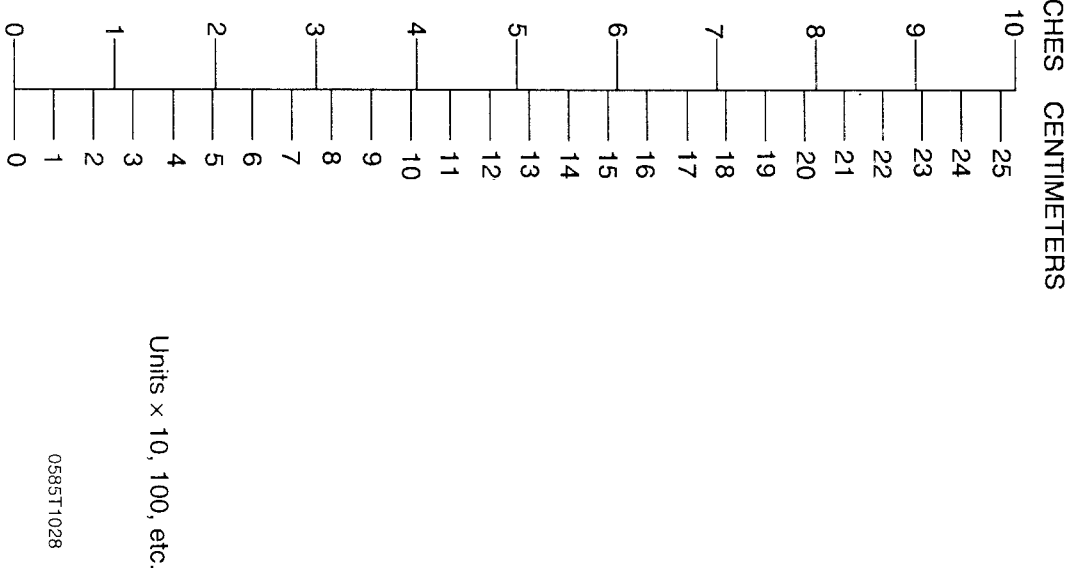 CHES CENTIMETERS
0 1 2 3 4 5 6 7 8 9 10
0 1 2 3 4 5 6 7 8 9 10 11 12 13 14 15 16 17 18 19 20 21 22 23 24 25
Units × 10, 100, etc.
0585T1028